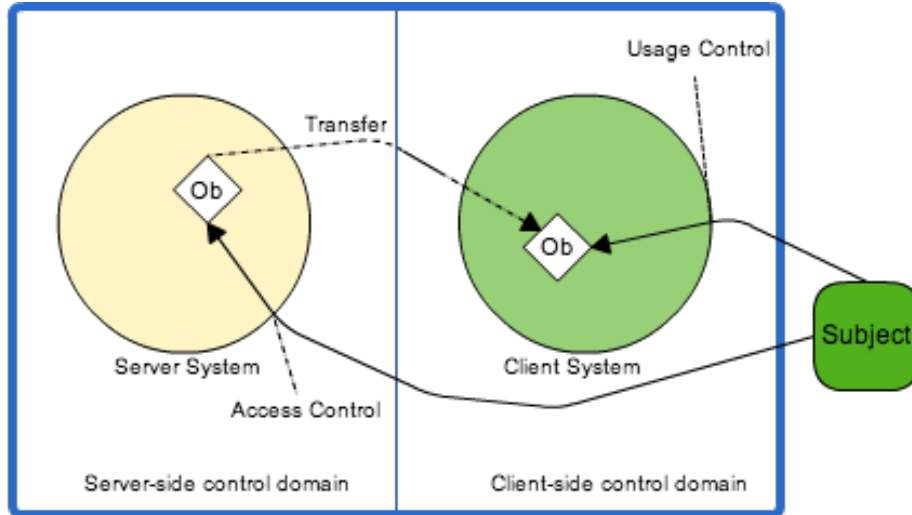 Usage Control
Transfer
Ob
Ob
Subject
Server System
Client System
Access Control
Server-side control domain
Client-side control domain